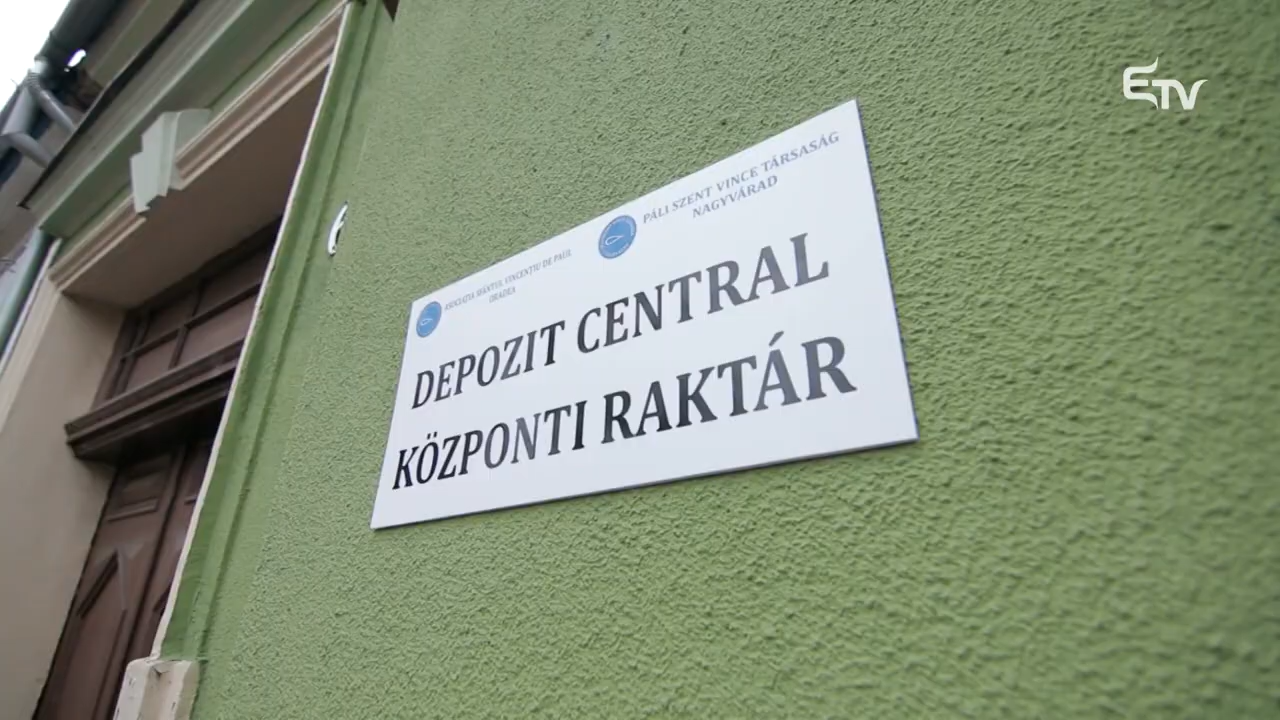 ETV
ASOCIAȚIA SFÂNTUL VINCENȚIU DE PAUL
ORADEA
PÁLI SZENT VINCE TÁRSASÁG
NAGYVÁRAD
DEPOZIT CENTRAL
KÖZPONTI RAKTÁR